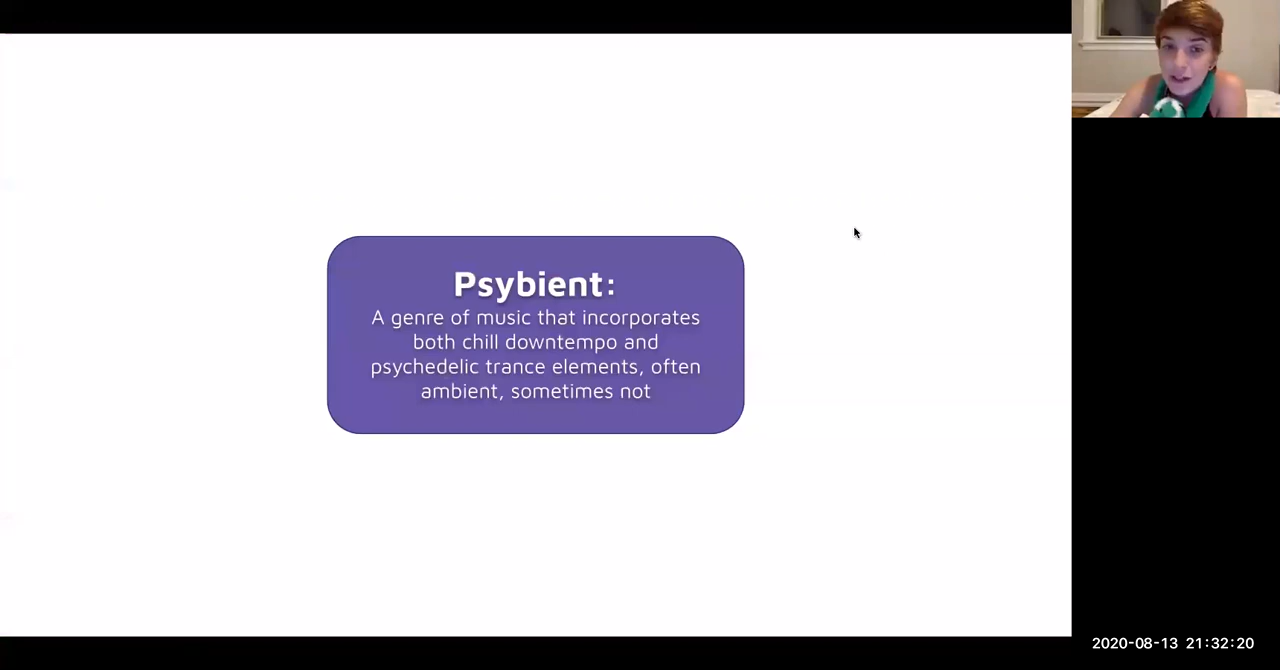 Psybient:
A genre of music that incorporates
both chill downtempo and
psychedelic trance elements, often
ambient, sometimes not
2020-08-13 21:32:20